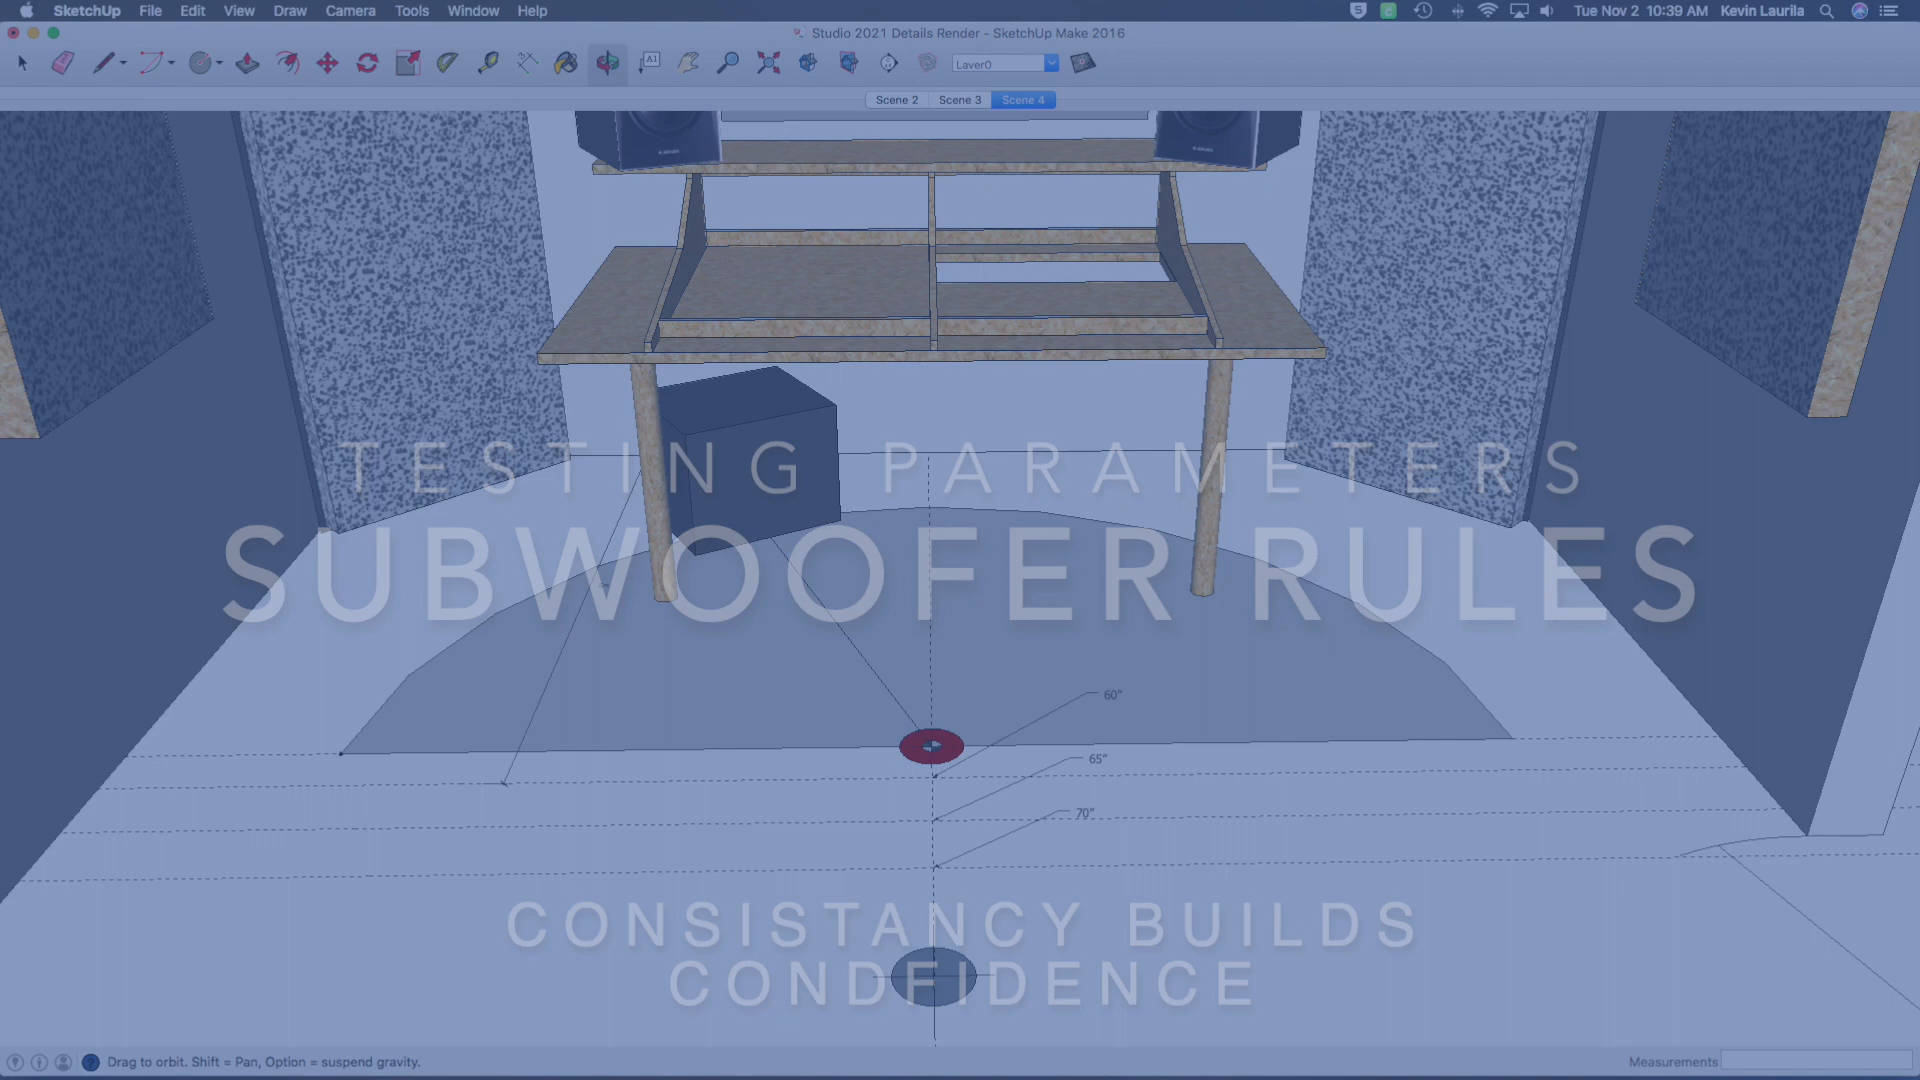 SketchUp File Edit View Draw Camera Tools Window Help
Tue Nov 2 10:39 AM Kevin Laurila
Studio 2021 Details Render - SketchUp Make 2016
A1
Layer0
Scene 2 Scene 3 Scene 4
TESTING PARAMETERS
SUBWOOFER RULES
60"
65"
70"
CONSISTANCY BUILDS
CONDFIDENCE
Drag to orbit. Shift = Pan, Option = suspend gravity.
Measurements